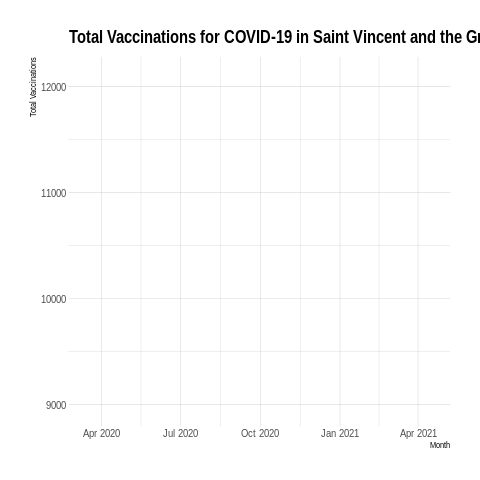 Total Vaccinations for COVID-19 in Saint Vincent and the Gr
Total Vaccinations
12000
11000
10000
9000
Apr 2020 Jul 2020 Oct 2020 Jan 2021 Apr 2021
Month